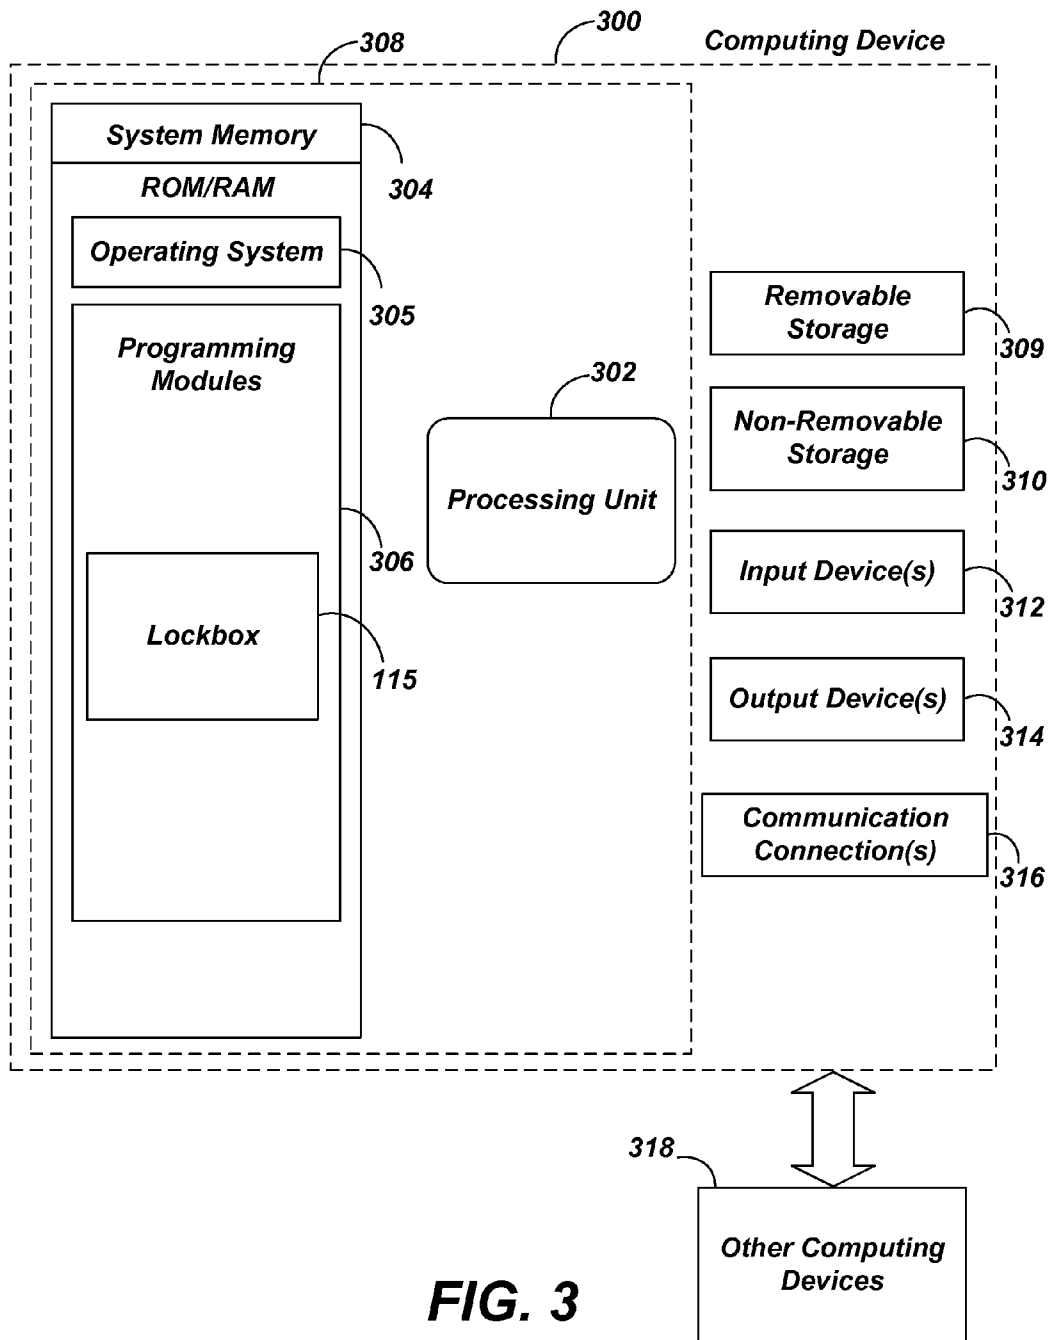 300
308
Computing Device
System Memory
304
ROM/RAM
Operating System
305
Programming
Modules
306
Lockbox
115
302
Processing Unit
Removable
Storage
309
Non-Removable
Storage
310
Input Device(s)
312
Output Device(s)
314
Communication
Connection(s)
316
318
Other Computing
Devices
FIG. 3